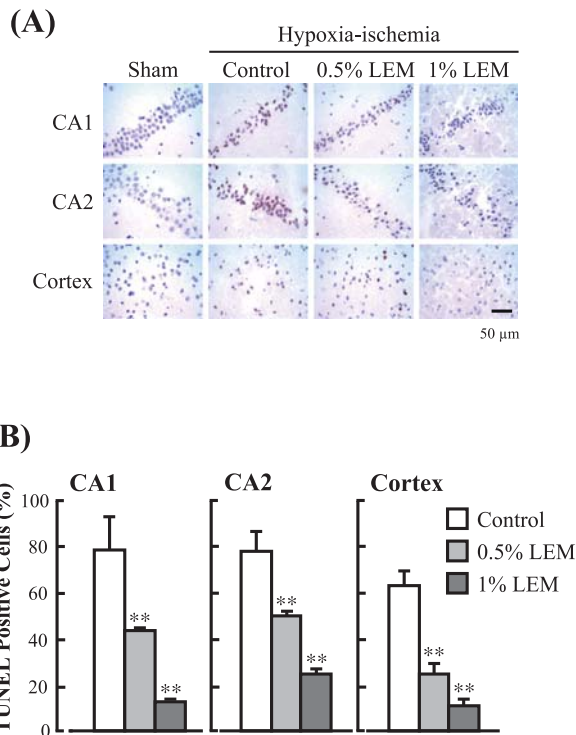 (A)
Hypoxia-ischemia
Sham Control 0.5% LEM 1% LEM
CA1
CA2
Cortex
50 µm
B)
CA1 CA2 Cortex
TUNEL Positive Cells (%)
100
80
60
40
20
0
Control
0.5% LEM
1% LEM
** **
** **
** **